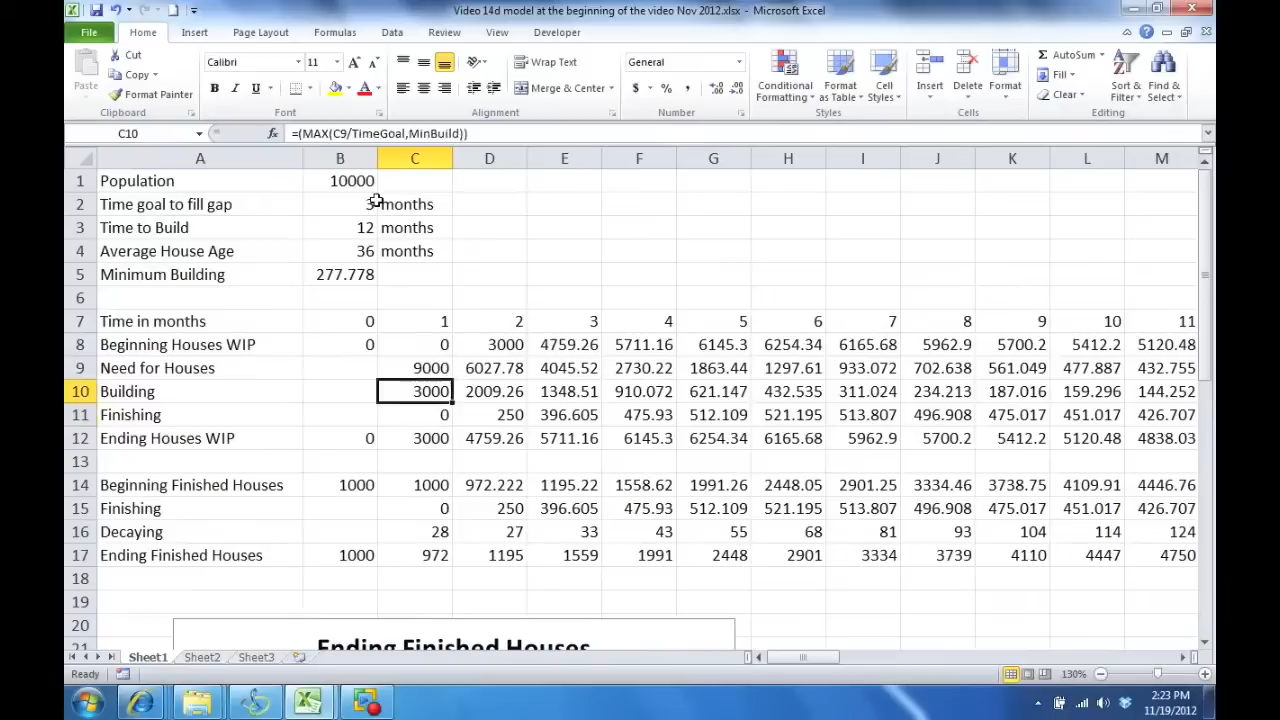 Video 14d model at the beginning of the video Nov 2012.xlsx - Microsoft Excel
File Home Insert Page Layout Formulas Data Review View Developer
Paste Cut Copy Format Painter Clipboard
Calibri 11 A A B I U A Font
Wrap Text Merge & Center Alignment
General $ % , Number
Conditional Formatting Format as Table Cell Styles Styles
Insert Delete Format Cells
Σ AutoSum Fill Clear Sort & Filter Find & Select Editing
C10 fx =(MAX(C9/TimeGoal,MinBuild))
A B C D E F G H I J K L M
1 Population 10000
2 Time goal to fill gap 3 months
3 Time to Build 12 months
4 Average House Age 36 months
5 Minimum Building 277.778
6
7 Time in months 0 1 2 3 4 5 6 7 8 9 10 11
8 Beginning Houses WIP 0 0 3000 4759.26 5711.16 6145.3 6254.34 6165.68 5962.9 5700.2 5412.2 5120.48
9 Need for Houses 9000 6027.78 4045.52 2730.22 1863.44 1297.61 933.072 702.638 561.049 477.887 432.755
10 Building 3000 2009.26 1348.51 910.072 621.147 432.535 311.024 234.213 187.016 159.296 144.252
11 Finishing 0 250 396.605 475.93 512.109 521.195 513.807 496.908 475.017 451.017 426.707
12 Ending Houses WIP 0 3000 4759.26 5711.16 6145.3 6254.34 6165.68 5962.9 5700.2 5412.2 5120.48 4838.03
13
14 Beginning Finished Houses 1000 1000 972.222 1195.22 1558.62 1991.26 2448.05 2901.25 3334.46 3738.75 4109.91 4446.76
15 Finishing 0 250 396.605 475.93 512.109 521.195 513.807 496.908 475.017 451.017 426.707
16 Decaying 28 27 33 43 55 68 81 93 104 114 124
17 Ending Finished Houses 1000 972 1195 1559 1991 2448 2901 3334 3739 4110 4447 4750
18
19
20
21 Ending Finished Houses
Sheet1 Sheet2 Sheet3
Ready 130%
2:23 PM
11/19/2012